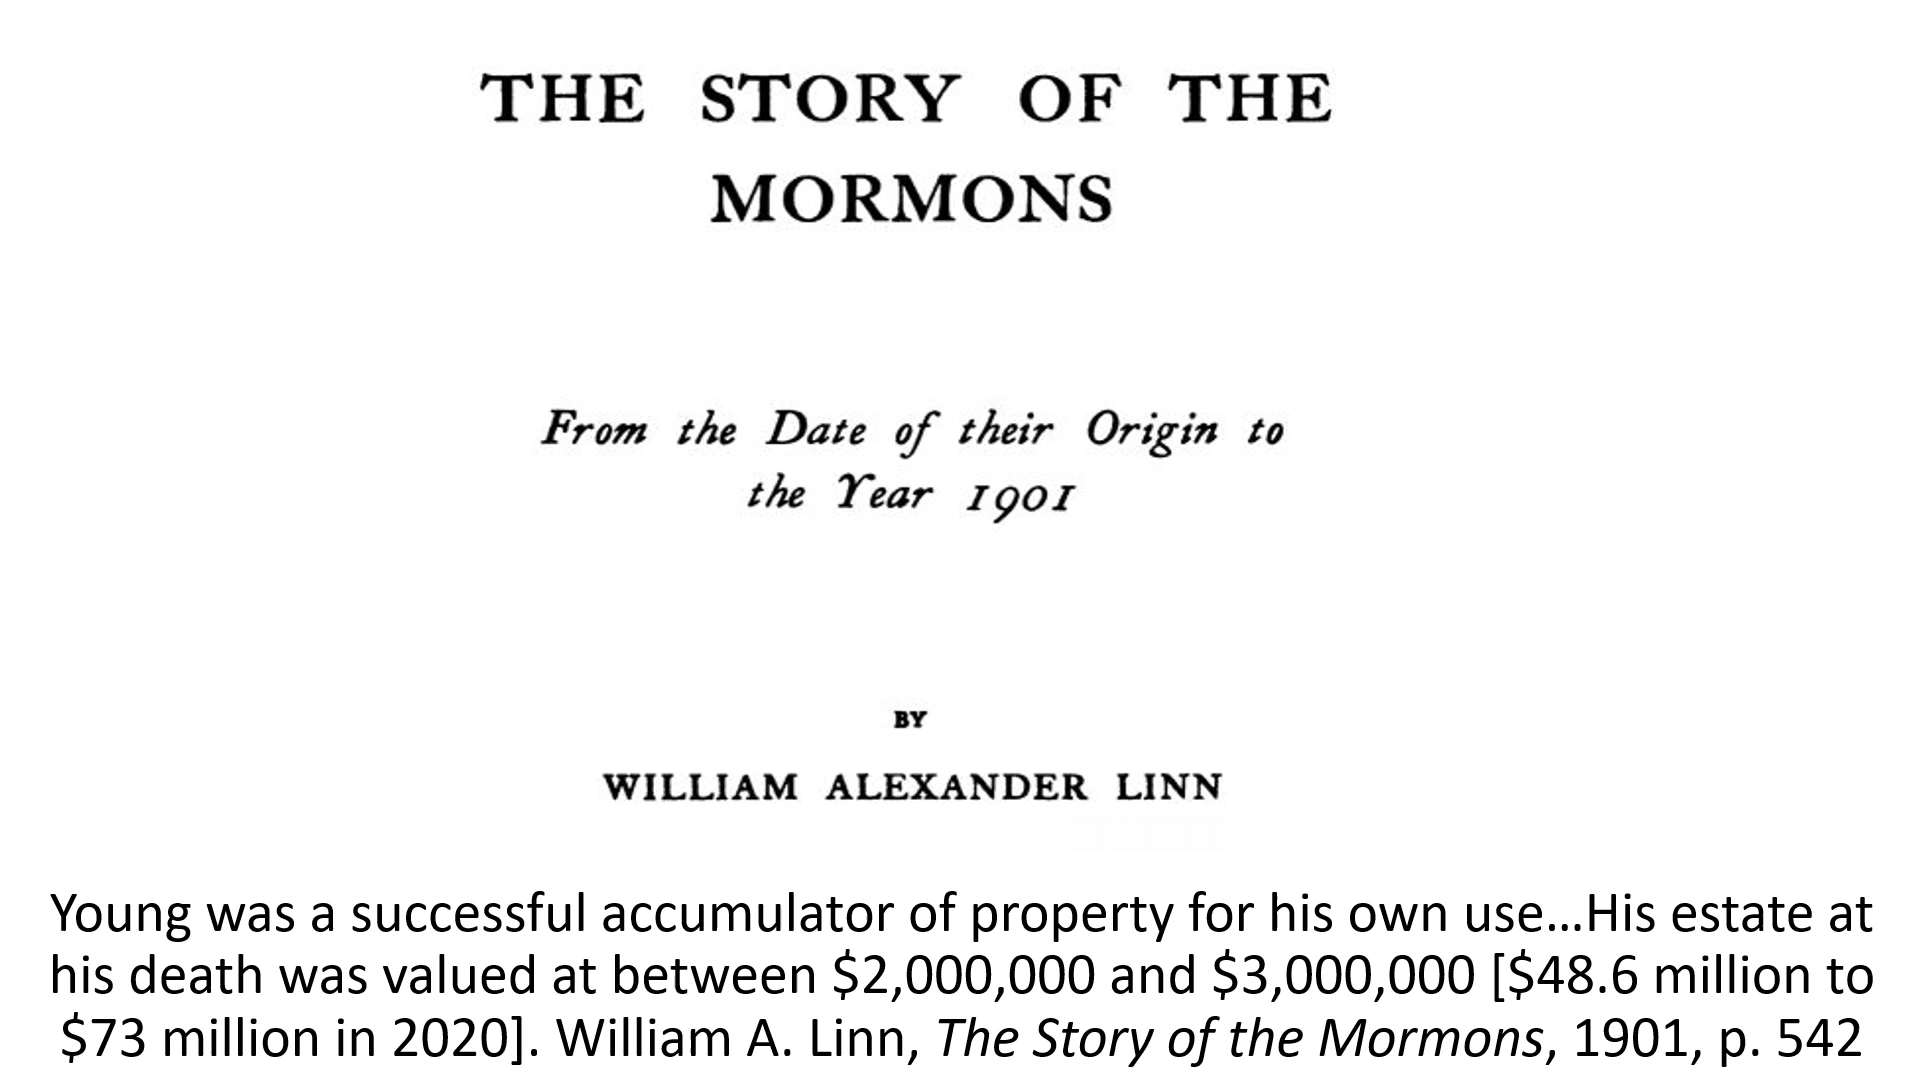 THE STORY OF THE
MORMONS
From the Date of their Origin to
the Year 1901
BY
WILLIAM ALEXANDER LINN
Young was a successful accumulator of property for his own use…His estate at
his death was valued at between $2,000,000 and $3,000,000 [$48.6 million to
$73 million in 2020]. William A. Linn, The Story of the Mormons, 1901, p. 542